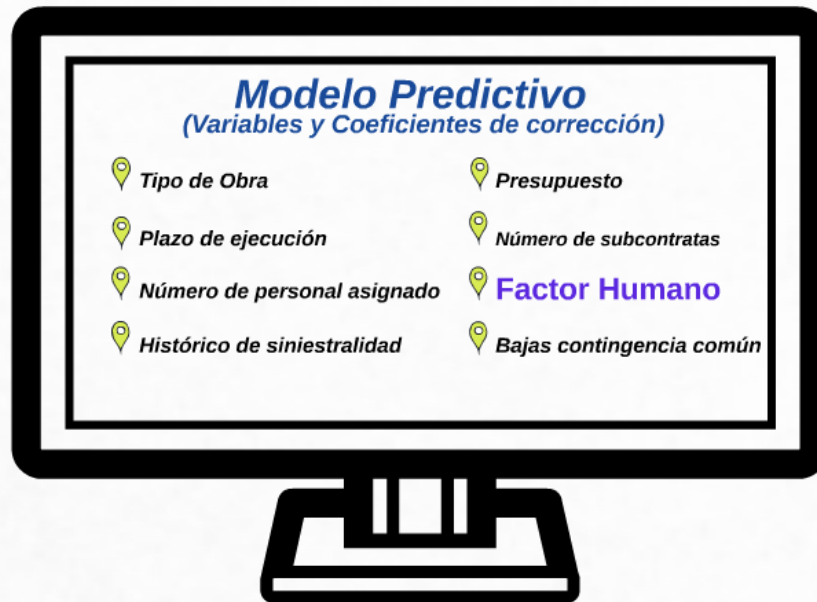 Modelo Predictivo
(Variables y Coeficientes de corrección)
Tipo de Obra
Presupuesto
Plazo de ejecución
Número de subcontratas
Número de personal asignado
Factor Humano
Histórico de siniestralidad
Bajas contingencia común